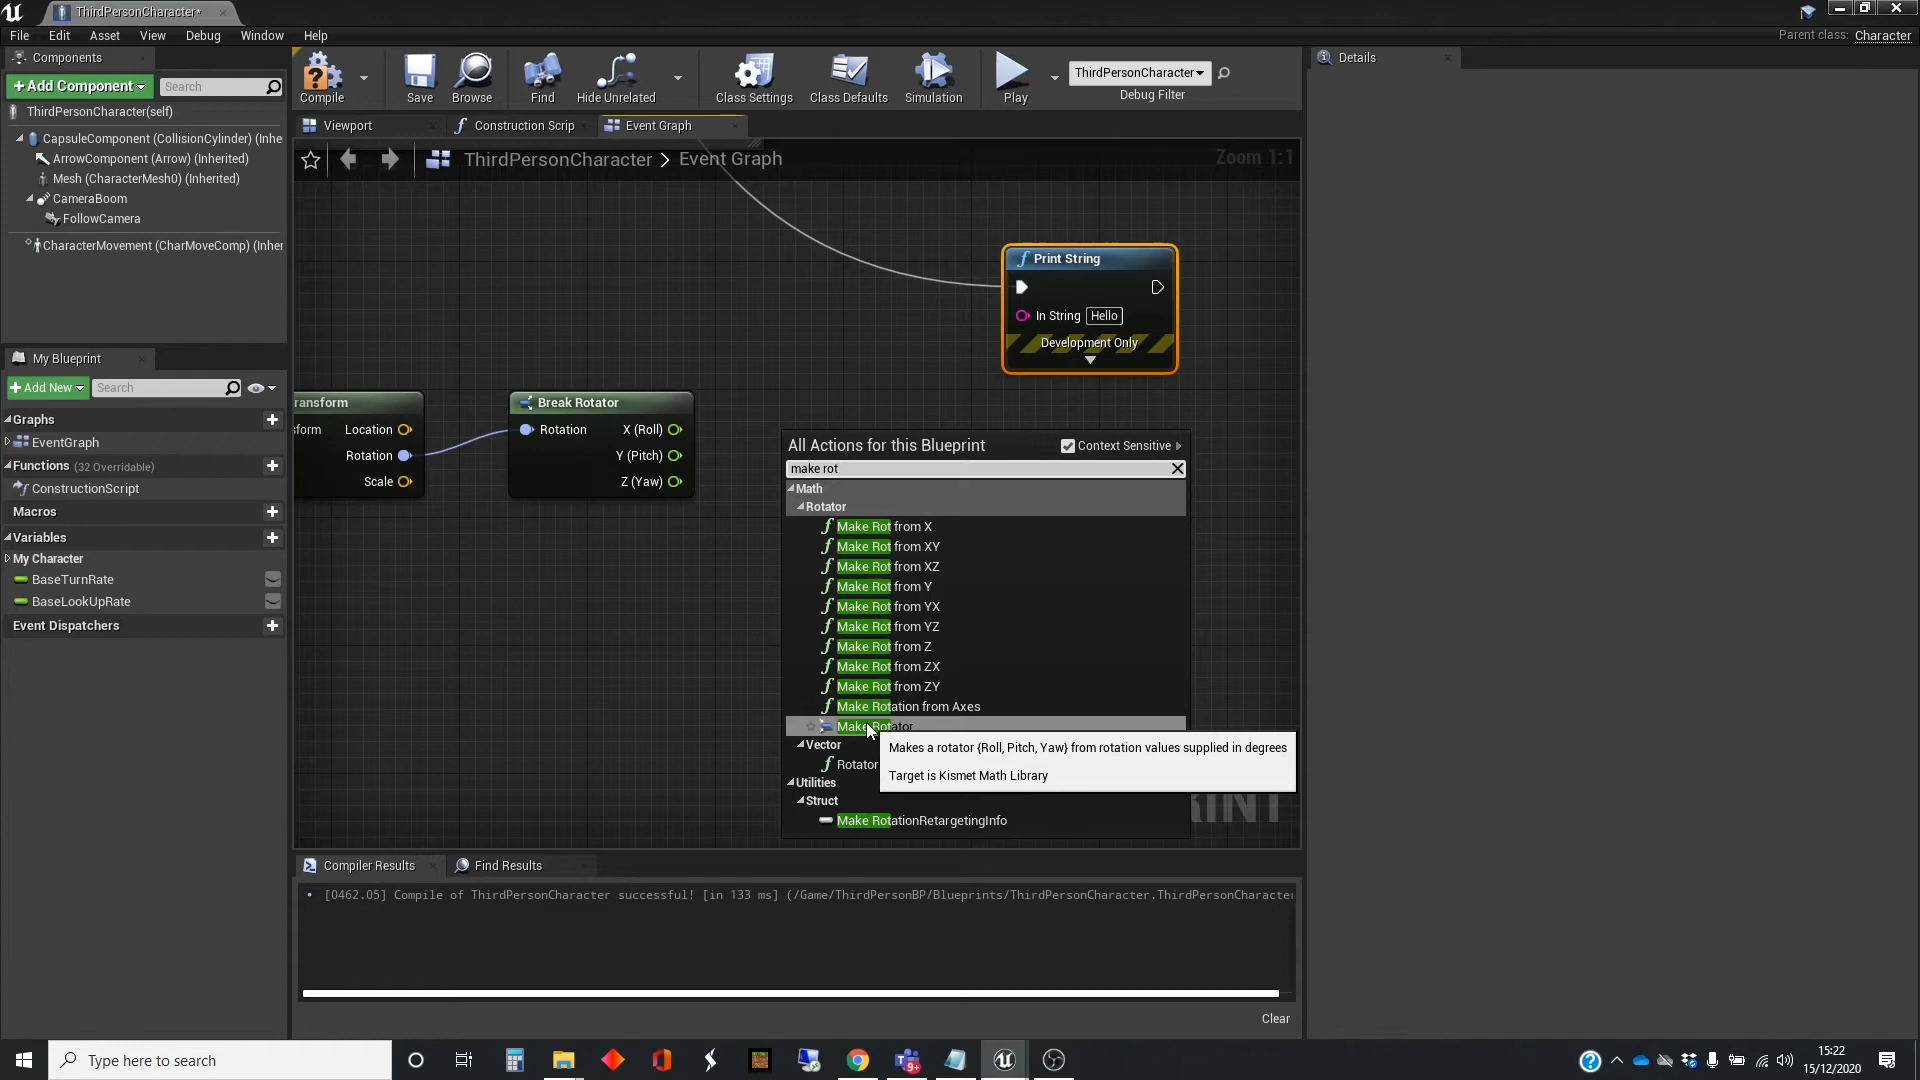 ThirdPersonCharacter*
File Edit Asset View Debug Window Help
Parent class: Character
Components
+Add Component
Search
ThirdPersonCharacter(self)
CapsuleComponent (CollisionCylinder) (Inhe
ArrowComponent (Arrow) (Inherited)
Mesh (CharacterMesh0) (Inherited)
CameraBoom
FollowCamera
CharacterMovement (CharMoveComp) (Inher
My Blueprint
+Add New
Search
Graphs
EventGraph
Functions (32 Overridable)
ConstructionScript
Macros
Variables
My Character
BaseTurnRate
BaseLookUpRate
Event Dispatchers
Compile Save Browse Find Hide Unrelated Class Settings Class Defaults Simulation Play
ThirdPersonCharacter
Debug Filter
Viewport
Construction Scrip
Event Graph
ThirdPersonCharacter > Event Graph
Zoom 1:1
Print String
In String Hello
Development Only
ransform
sform Location
Rotation
Scale
Break Rotator
Rotation X (Roll)
Y (Pitch)
Z (Yaw)
All Actions for this Blueprint
Context Sensitive
make rot
Math
Rotator
Make Rot from X
Make Rot from XY
Make Rot from XZ
Make Rot from Y
Make Rot from YX
Make Rot from YZ
Make Rot from Z
Make Rot from ZX
Make Rot from ZY
Make Rotation from Axes
Make Rotator
Vector
Rotator
Utilities
Struct
Make RotationRetargetingInfo
Makes a rotator {Roll, Pitch, Yaw} from rotation values supplied in degrees
Target is Kismet Math Library
RINT
Compiler Results
Find Results
[0462.05] Compile of ThirdPersonCharacter successful! [in 133 ms] (/Game/ThirdPersonBP/Blueprints/ThirdPersonCharacter.ThirdPersonCharacter
Clear
Details
Type here to search
9+
15:22
15/12/2020